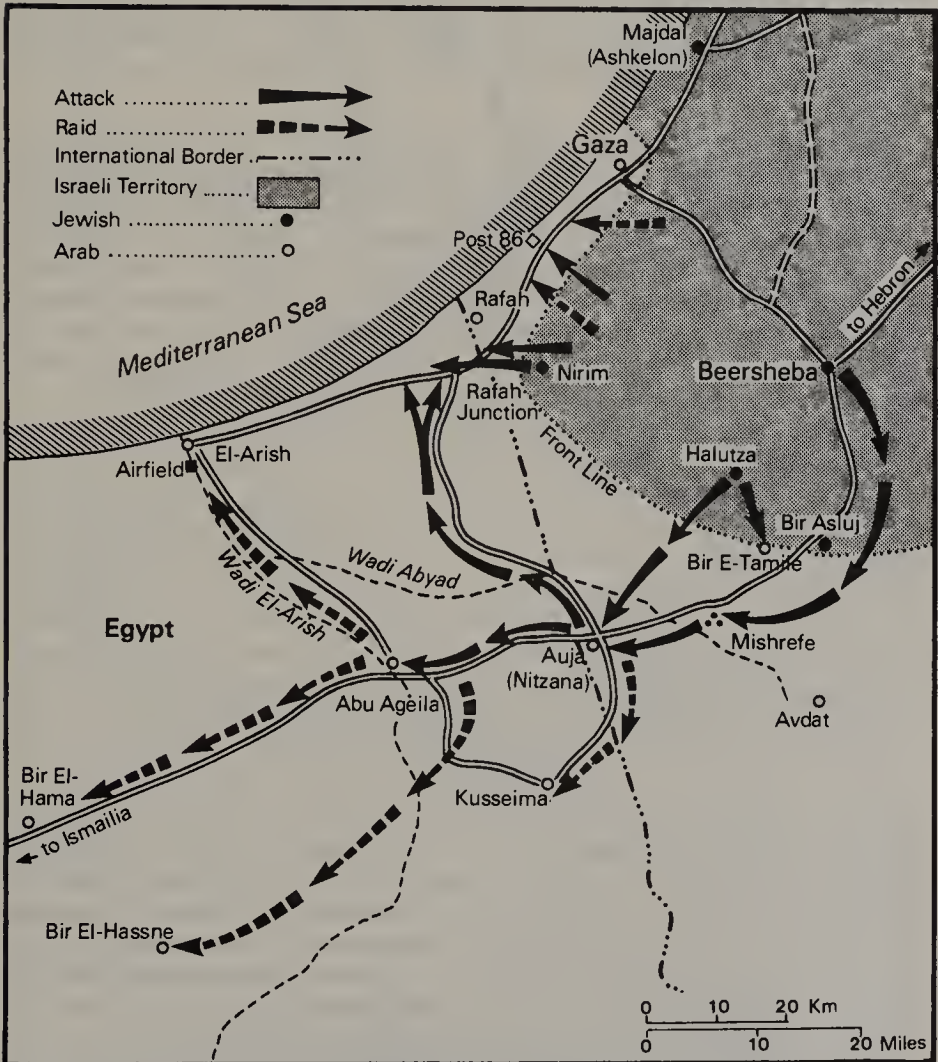 Majdal
(Ashkelon)
Attack ..............
Raid .................
International Border .
Israeli Territory ......
Jewish ....................
Arab .......................
Gaza
Post 86
to Hebron
Rafah
Mediterranean Sea
Nirim
Beersheba
Rafah
Junction
El-Arish
Airfield
Front Line
Halutza
Bir Asluj
Bir E-Tamile
Wadi Abyad
Wadi El-Arish
Egypt
Mishrefe
Auja
(Nitzana)
Abu Ageila
Avdat
Bir El-
Hama
Kusseima
to Ismailia
Bir El-Hassne
0 10 20 Km
10 20 Miles